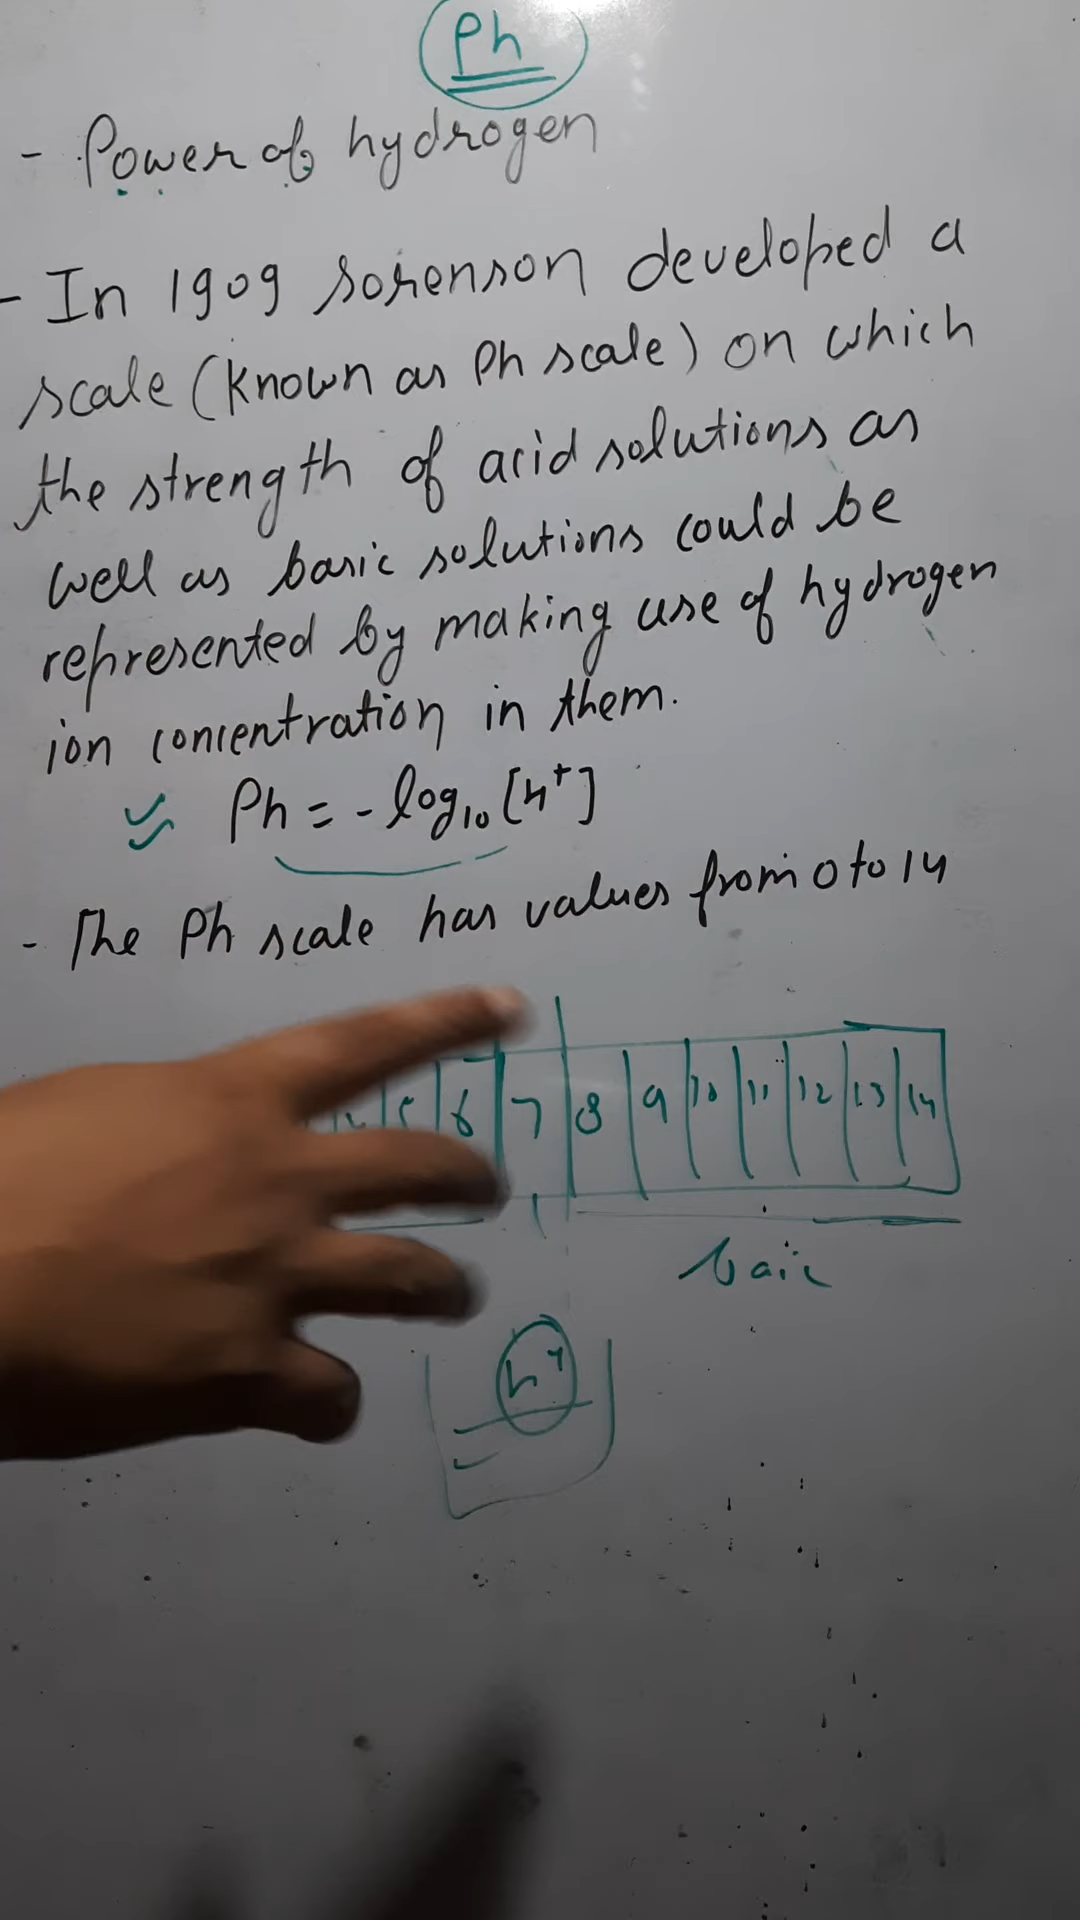 Ph
- Power of hydrogen
- In 1909 sorenson developed a
scale (known as Ph scale) on which
the strength of acid solutions as
well as basic solutions could be
represented by making use of hydrogen
ion concentration in them.
Ph = - log10 [h+]
- The Ph scale has values from 0 to 14
5 6 7 8 9 10 11 12 13 14
baic
h+